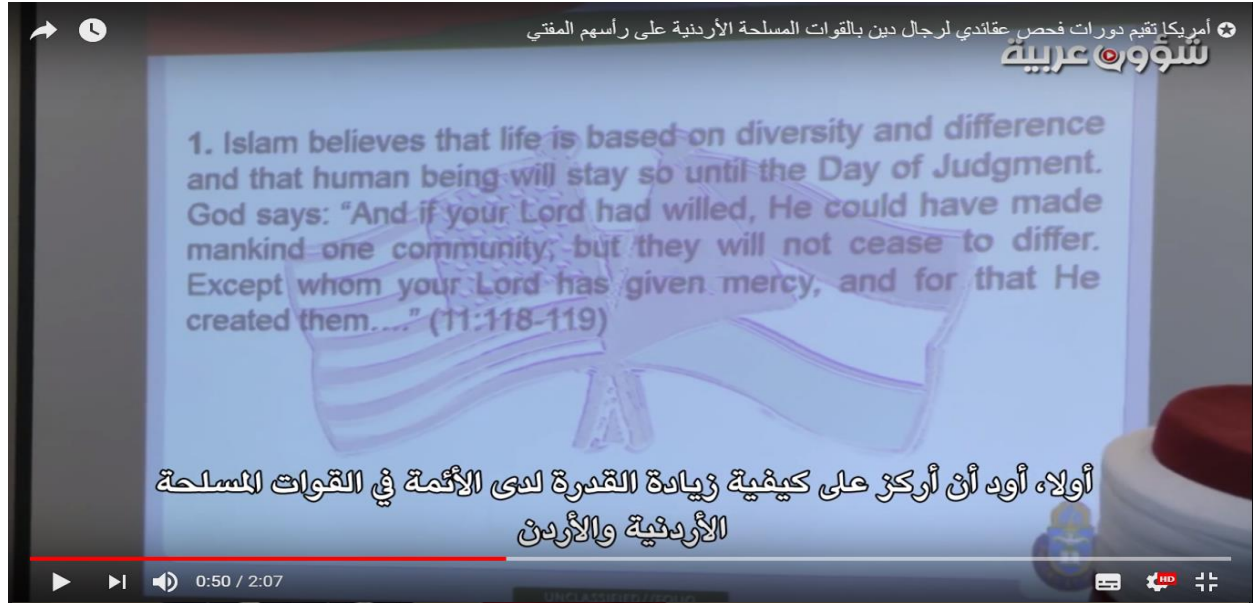 أمريكا تقيم دورات فحص عقائدي لرجال دين بالقوات المسلحة الأردنية على رأسهم المفتي
شؤون عربية
1. Islam believes that life is based on diversity and difference
and that human being will stay so until the Day of Judgment.
God says: “And if your Lord had willed, He could have made
mankind one community; but they will not cease to differ.
Except whom your Lord has given mercy, and for that He
created them....” (11:118-119)
أولا، أود أن أركز على كيفية زيادة القدرة لدى الأئمة في القوات المسلحة
الأردنية والأردن
0:50 / 2:07
HD
UNCLASSIFIED//FOUO